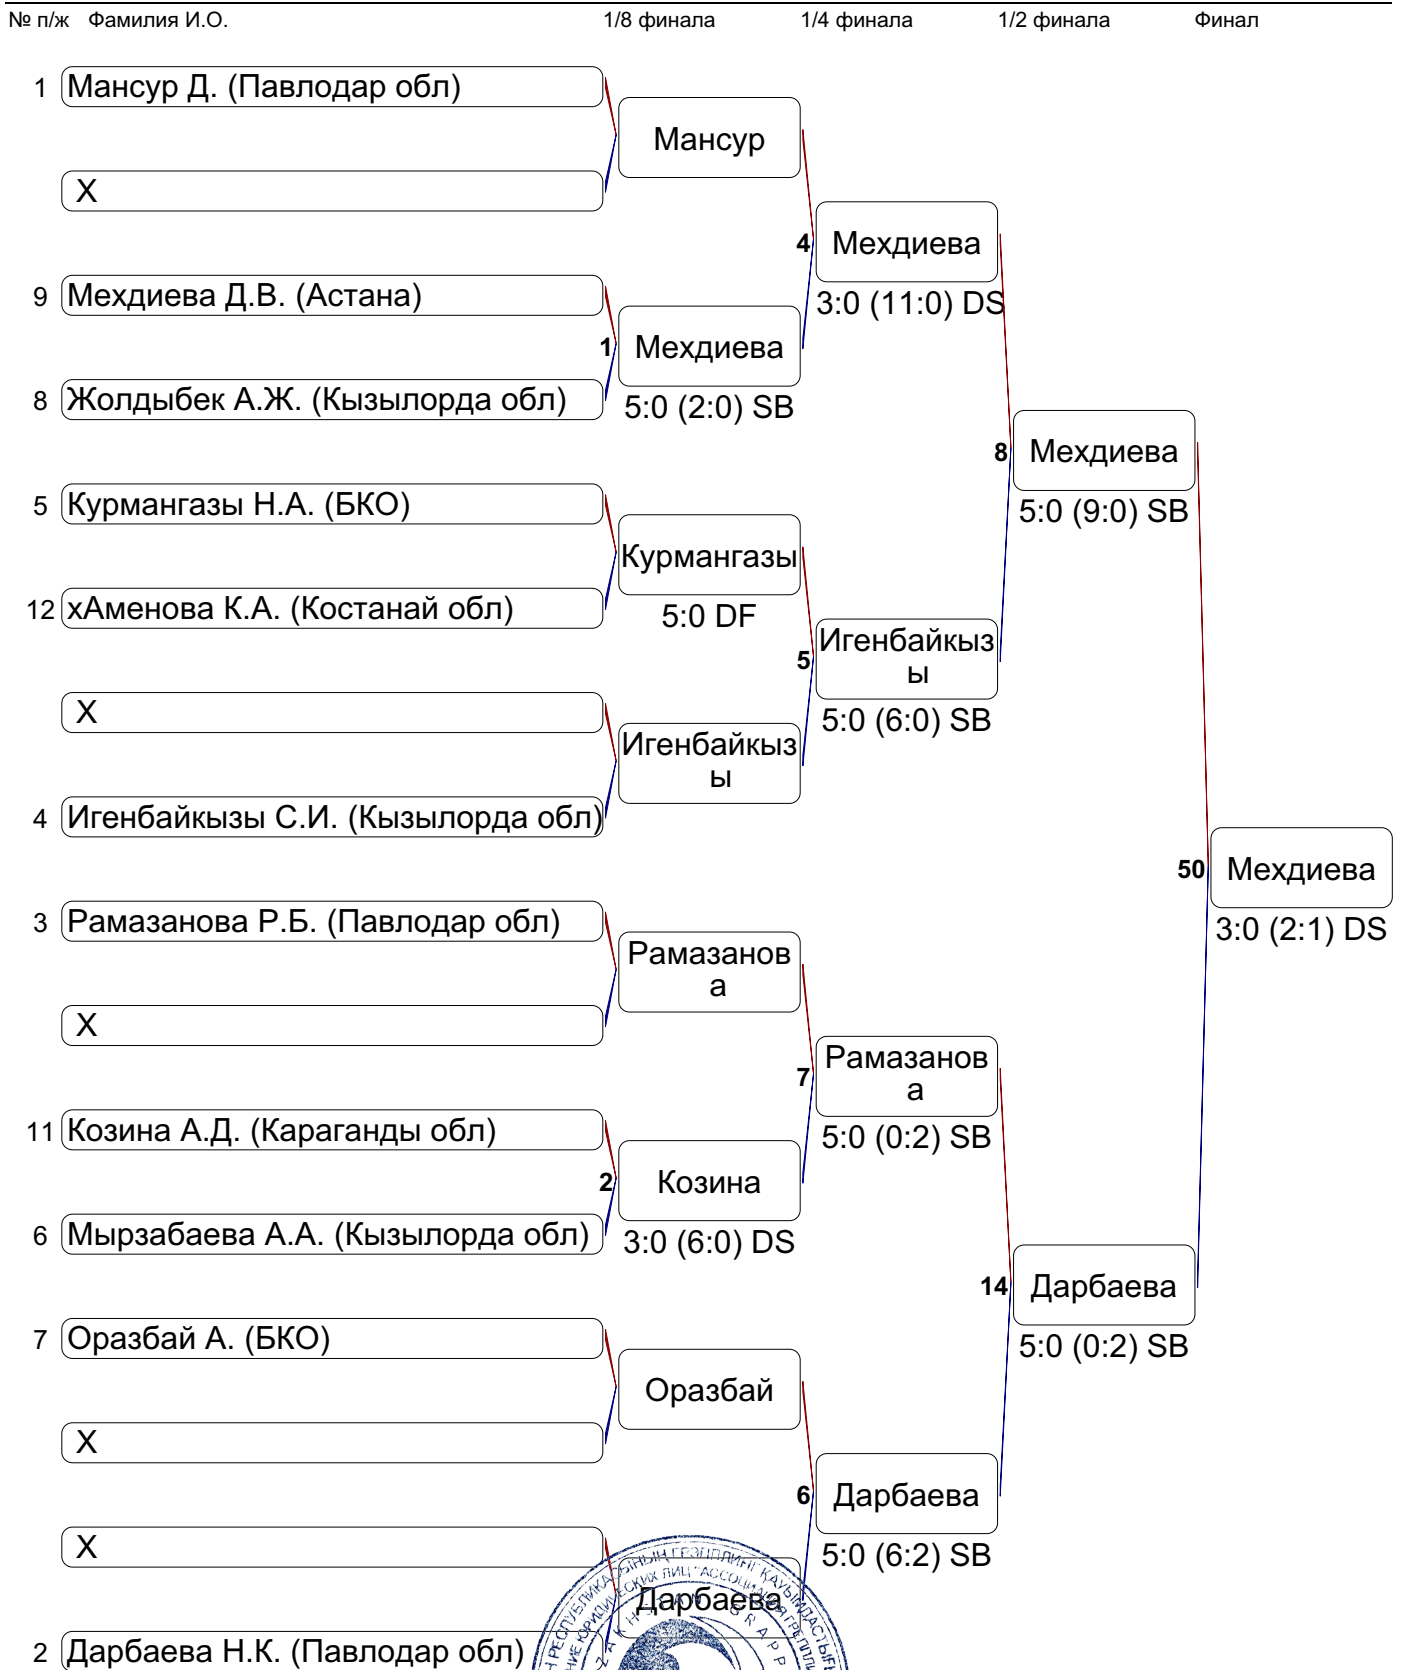 № п/ж Фамилия И.О. 1/8 финала 1/4 финала 1/2 финала Финал
1 Мансур Д. (Павлодар обл)
Мансур
X
4 Мехдиева
3:0 (11:0) DS
9 Мехдиева Д.В. (Астана)
1 Мехдиева
5:0 (2:0) SB
8 Жолдыбек А.Ж. (Кызылорда обл)
8 Мехдиева
5:0 (9:0) SB
5 Курмангазы Н.А. (БКО)
Курмангазы
5:0 DF
12 хАменова К.А. (Костанай обл)
5 Игенбайкыз
ы
5:0 (6:0) SB
X
Игенбайкыз
ы
4 Игенбайкызы С.И. (Кызылорда обл)
50 Мехдиева
3:0 (2:1) DS
3 Рамазанова Р.Б. (Павлодар обл)
Рамазанов
а
X
7 Рамазанов
а
5:0 (0:2) SB
11 Козина А.Д. (Караганды обл)
2 Козина
3:0 (6:0) DS
6 Мырзабаева А.А. (Кызылорда обл)
14 Дарбаева
5:0 (0:2) SB
7 Оразбай А. (БКО)
Оразбай
X
6 Дарбаева
5:0 (6:2) SB
X
Дарбаева
2 Дарбаева Н.К. (Павлодар обл)